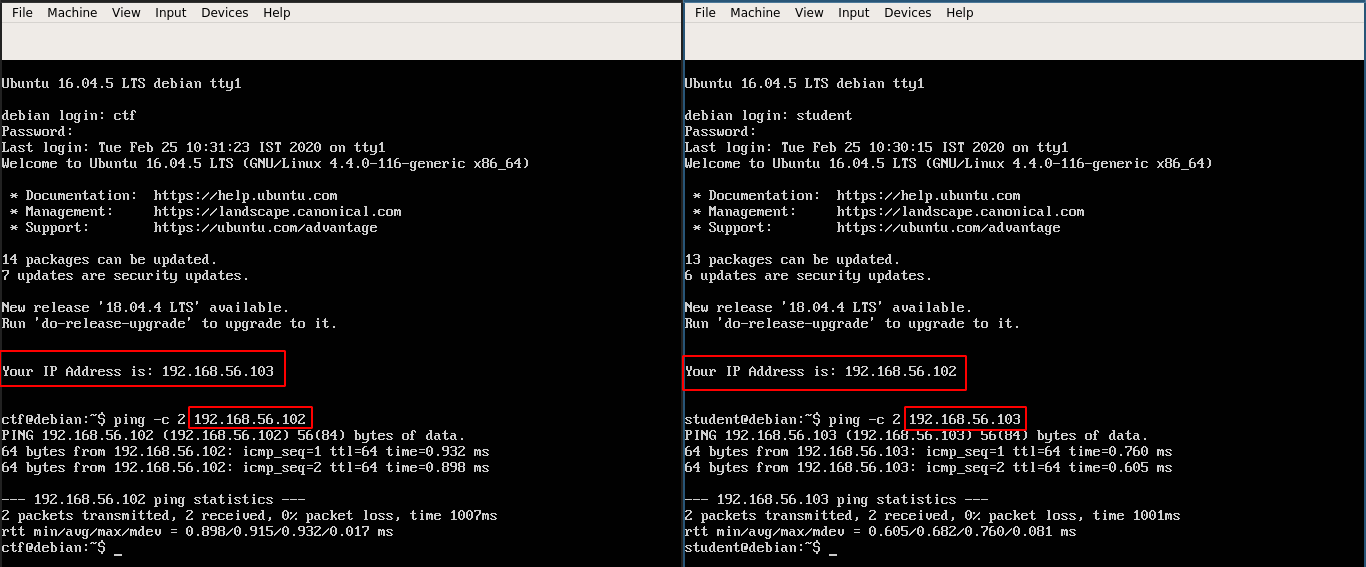 File Machine View Input Devices Help
Ubuntu 16.04.5 LTS debian tty1
debian login: ctf
Password:
Last login: Tue Feb 25 10:31:23 IST 2020 on tty1
Welcome to Ubuntu 16.04.5 LTS (GNU/Linux 4.4.0-116-generic x86_64)
* Documentation:  https://help.ubuntu.com
* Management:     https://landscape.canonical.com
* Support:        https://ubuntu.com/advantage
14 packages can be updated.
7 updates are security updates.
New release '18.04.4 LTS' available.
Run 'do-release-upgrade' to upgrade to it.
Your IP Address is: 192.168.56.103
ctf@debian:~$ ping -c 2 192.168.56.102
PING 192.168.56.102 (192.168.56.102) 56(84) bytes of data.
64 bytes from 192.168.56.102: icmp_seq=1 ttl=64 time=0.932 ms
64 bytes from 192.168.56.102: icmp_seq=2 ttl=64 time=0.898 ms
--- 192.168.56.102 ping statistics ---
2 packets transmitted, 2 received, 0% packet loss, time 1007ms
rtt min/avg/max/mdev = 0.898/0.915/0.932/0.017 ms
ctf@debian:~$ _
File Machine View Input Devices Help
Ubuntu 16.04.5 LTS debian tty1
debian login: student
Password:
Last login: Tue Feb 25 10:30:15 IST 2020 on tty1
Welcome to Ubuntu 16.04.5 LTS (GNU/Linux 4.4.0-116-generic x86_64)
* Documentation:  https://help.ubuntu.com
* Management:     https://landscape.canonical.com
* Support:        https://ubuntu.com/advantage
13 packages can be updated.
6 updates are security updates.
New release '18.04.4 LTS' available.
Run 'do-release-upgrade' to upgrade to it.
Your IP Address is: 192.168.56.102
student@debian:~$ ping -c 2 192.168.56.103
PING 192.168.56.103 (192.168.56.103) 56(84) bytes of data.
64 bytes from 192.168.56.103: icmp_seq=1 ttl=64 time=0.760 ms
64 bytes from 192.168.56.103: icmp_seq=2 ttl=64 time=0.605 ms
--- 192.168.56.103 ping statistics ---
2 packets transmitted, 2 received, 0% packet loss, time 1001ms
rtt min/avg/max/mdev = 0.605/0.682/0.760/0.081 ms
student@debian:~$ _